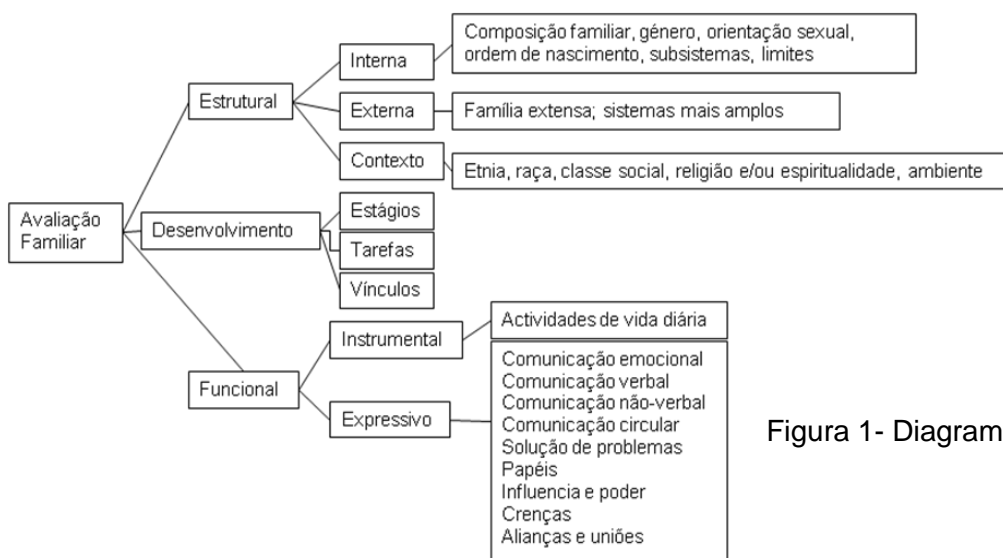 Avaliação
Familiar
Estrutural
Interna
Composição familiar, género, orientação sexual,
ordem de nascimento, subsistemas, limites
Externa
Família extensa; sistemas mais amplos
Contexto
Etnia, raça, classe social, religião e/ou espiritualidade, ambiente
Desenvolvimento
Estágios
Tarefas
Vínculos
Funcional
Instrumental
Actividades de vida diária
Expressivo
Comunicação emocional
Comunicação verbal
Comunicação não-verbal
Comunicação circular
Solução de problemas
Papéis
Influencia e poder
Crenças
Alianças e uniões
Figura 1- Diagram